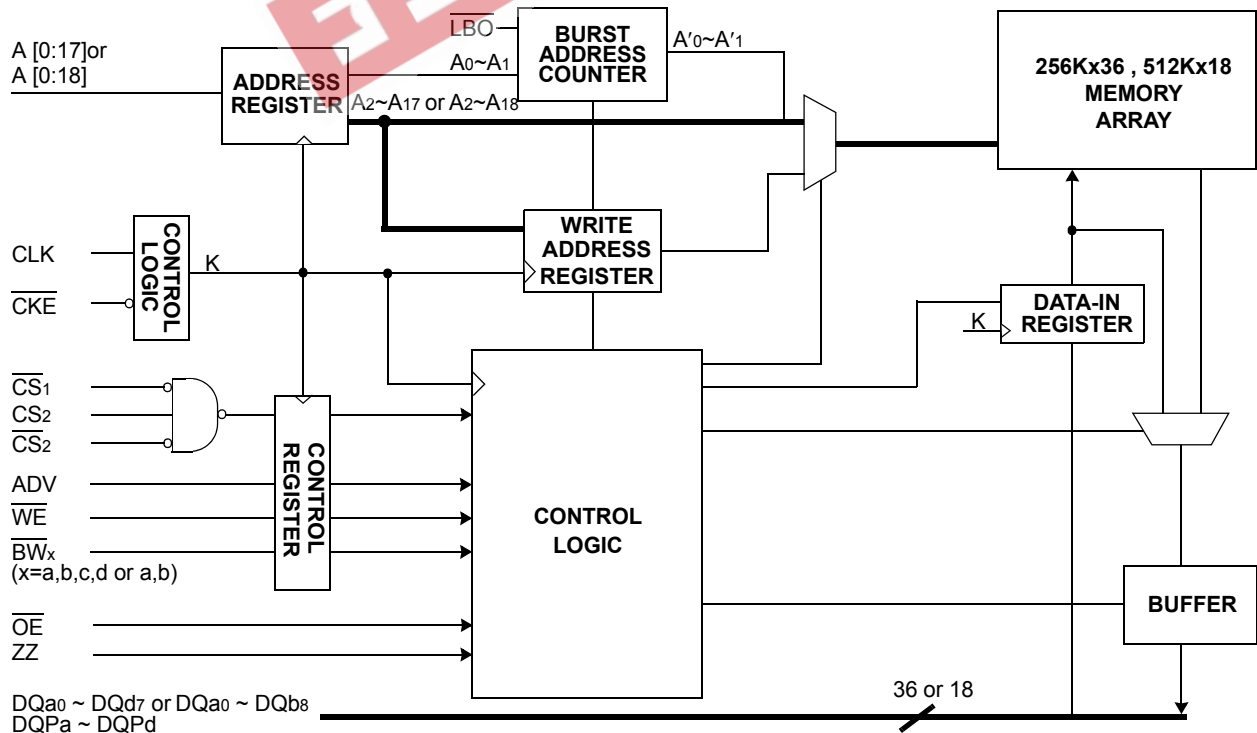 A [0:17]or
A [0:18]
ADDRESS
REGISTER
LBO
A0~A1
A2~A17 or A2~A18
BURST
ADDRESS
COUNTER
A′0~A′1
256Kx36 , 512Kx18
MEMORY
ARRAY
WRITE
ADDRESS
REGISTER
CLK
CKE
CONTROL
LOGIC
K
DATA-IN
REGISTER
K
CS1
CS2
CS2
ADV
WE
BWx
(x=a,b,c,d or a,b)
CONTROL
REGISTER
CONTROL
LOGIC
OE
ZZ
BUFFER
DQa0 ~ DQd7 or DQa0 ~ DQb8
DQPa ~ DQPd
36 or 18